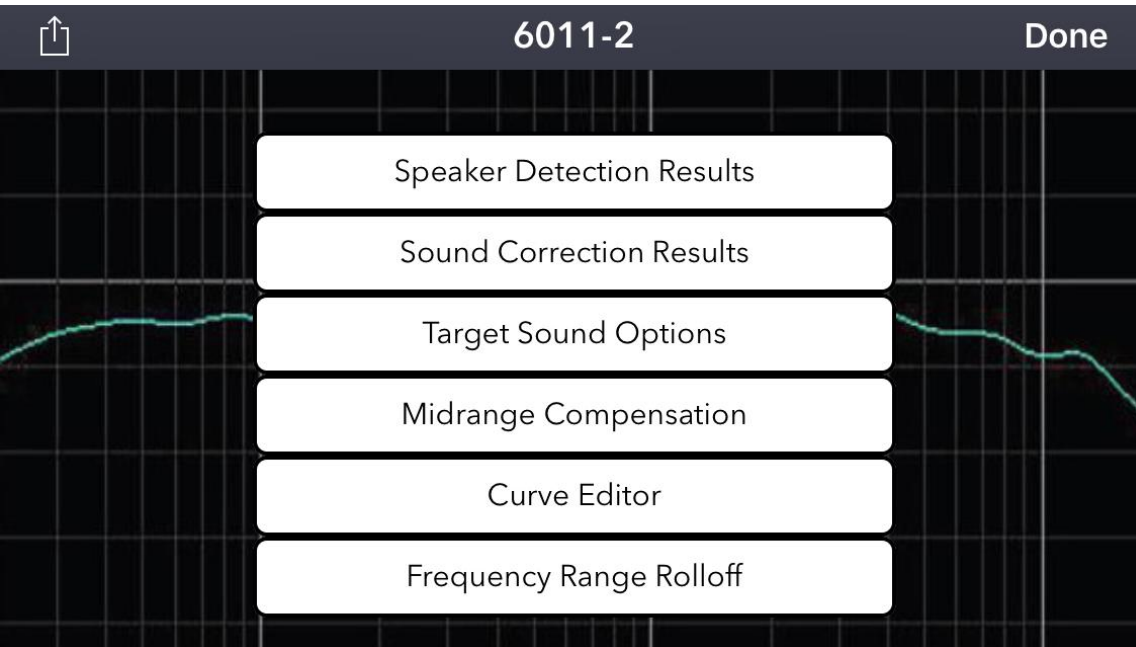 6011-2
Done
Speaker Detection Results
Sound Correction Results
Target Sound Options
Midrange Compensation
Curve Editor
Frequency Range Rolloff